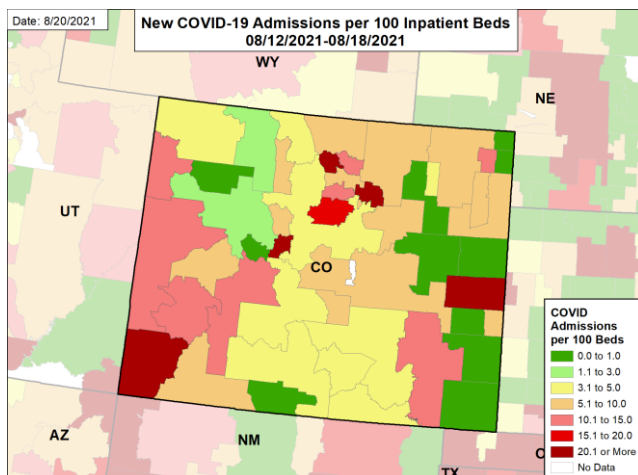 Date: 8/20/2021
New COVID-19 Admissions per 100 Inpatient Beds
08/12/2021-08/18/2021
WY
NE
UT
CO
COVID
Admissions
per 100 Beds
0.0 to 1.0
1.1 to 3.0
3.1 to 5.0
5.1 to 10.0
10.1 to 15.0
15.1 to 20.0
20.1 or More
No Data
AZ
NM
TX